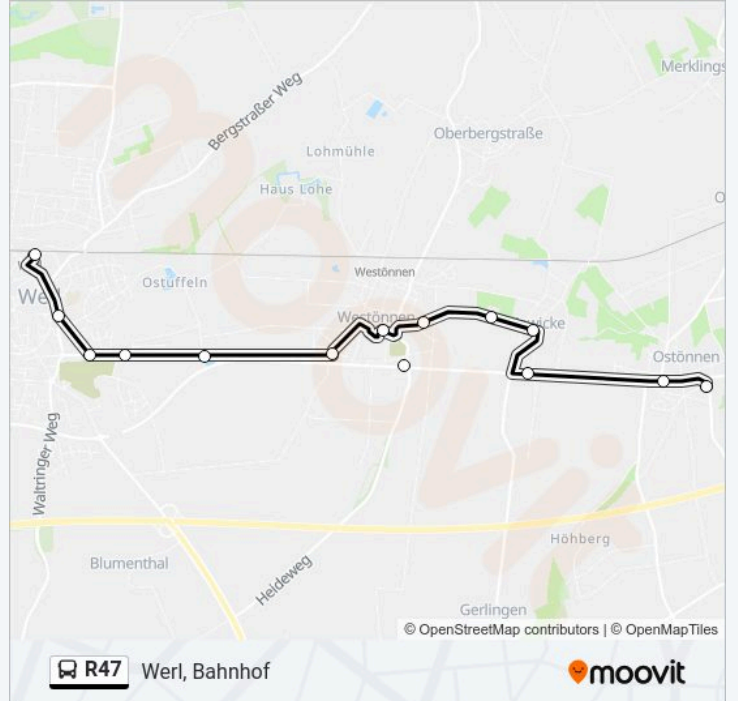 Merklings
Bergstraßer Weg
Oberbergstraße
Lohmühle
Haus Lohe
Westönnen
Ostuffeln
Westönnen
Ostönnen
Waltringer Weg
Höhberg
Blumenthal
Heideweg
Gerlingen
© OpenStreetMap contributors | © OpenMapTiles
R47 Werl, Bahnhof
moovit